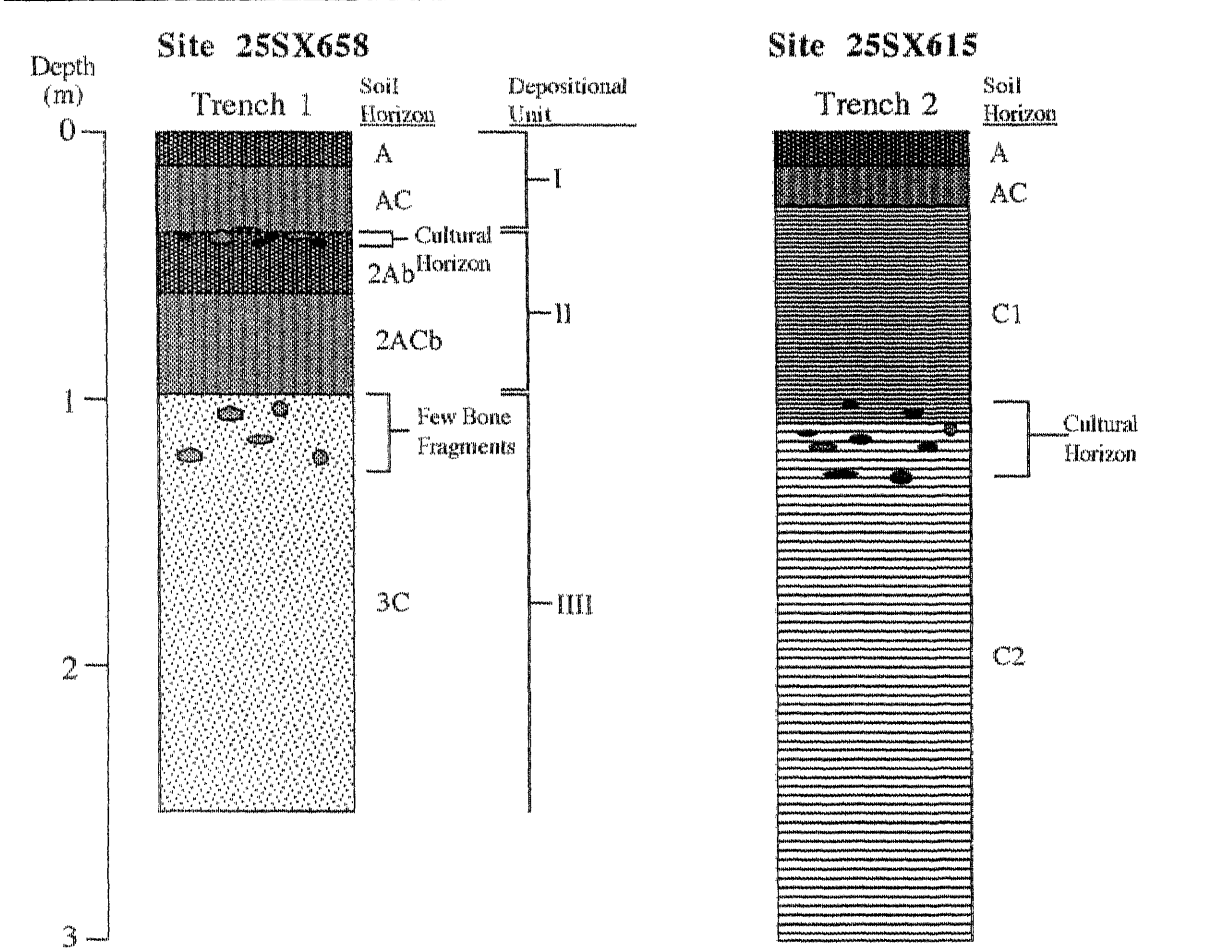 Site 25SX658
Site 25SX615
Depth
(m)
Trench 1
Soil
Horizon
Depositional
Unit
Trench 2
Soil
Horizon
0
A
AC
I
Cultural
Horizon
2Ab
II
2ACb
1
Few Bone
Fragments
3C
IIII
2
3
A
AC
C1
Cultural
Horizon
C2